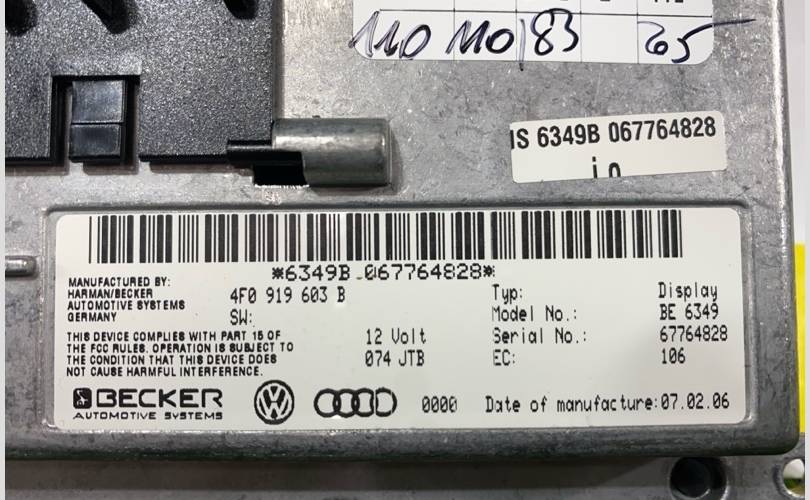 110 110 83 65
IS 6349B 067764828
*6349B 067764828*
MANUFACTURED BY:
HARMAN/BECKER
AUTOMOTIVE SYSTEMS
GERMANY
4F0 919 603 B
SW:
THIS DEVICE COMPLIES WITH PART 15 OF
THE FCC RULES. OPERATION IS SUBJECT TO
THE CONDITION THAT THIS DEVICE DOES
NOT CAUSE HARMFUL INTERFERENCE.
12 Volt
074 JTB
Typ: Display
Model No.: BE 6349
Serial No.: 67764828
EC: 106
BECKER
AUTOMOTIVE SYSTEMS
0000 Date of manufacture:07.02.06